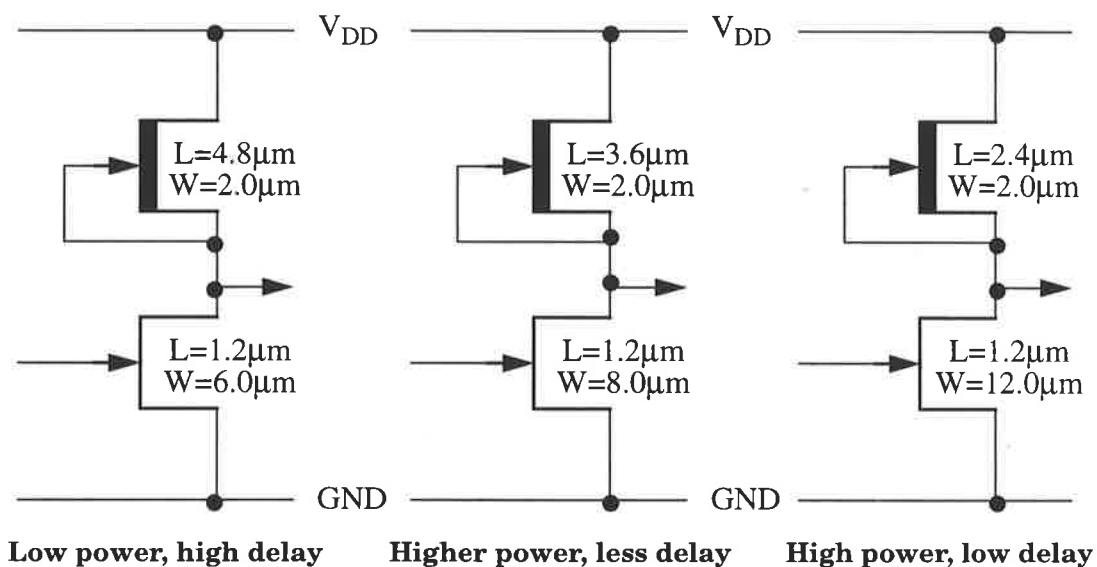 V_DD V_DD
L=4.8µm
W=2.0µm
L=3.6µm
W=2.0µm
L=2.4µm
W=2.0µm
L=1.2µm
W=6.0µm
L=1.2µm
W=8.0µm
L=1.2µm
W=12.0µm
GND GND
Low power, high delay
Higher power, less delay
High power, low delay